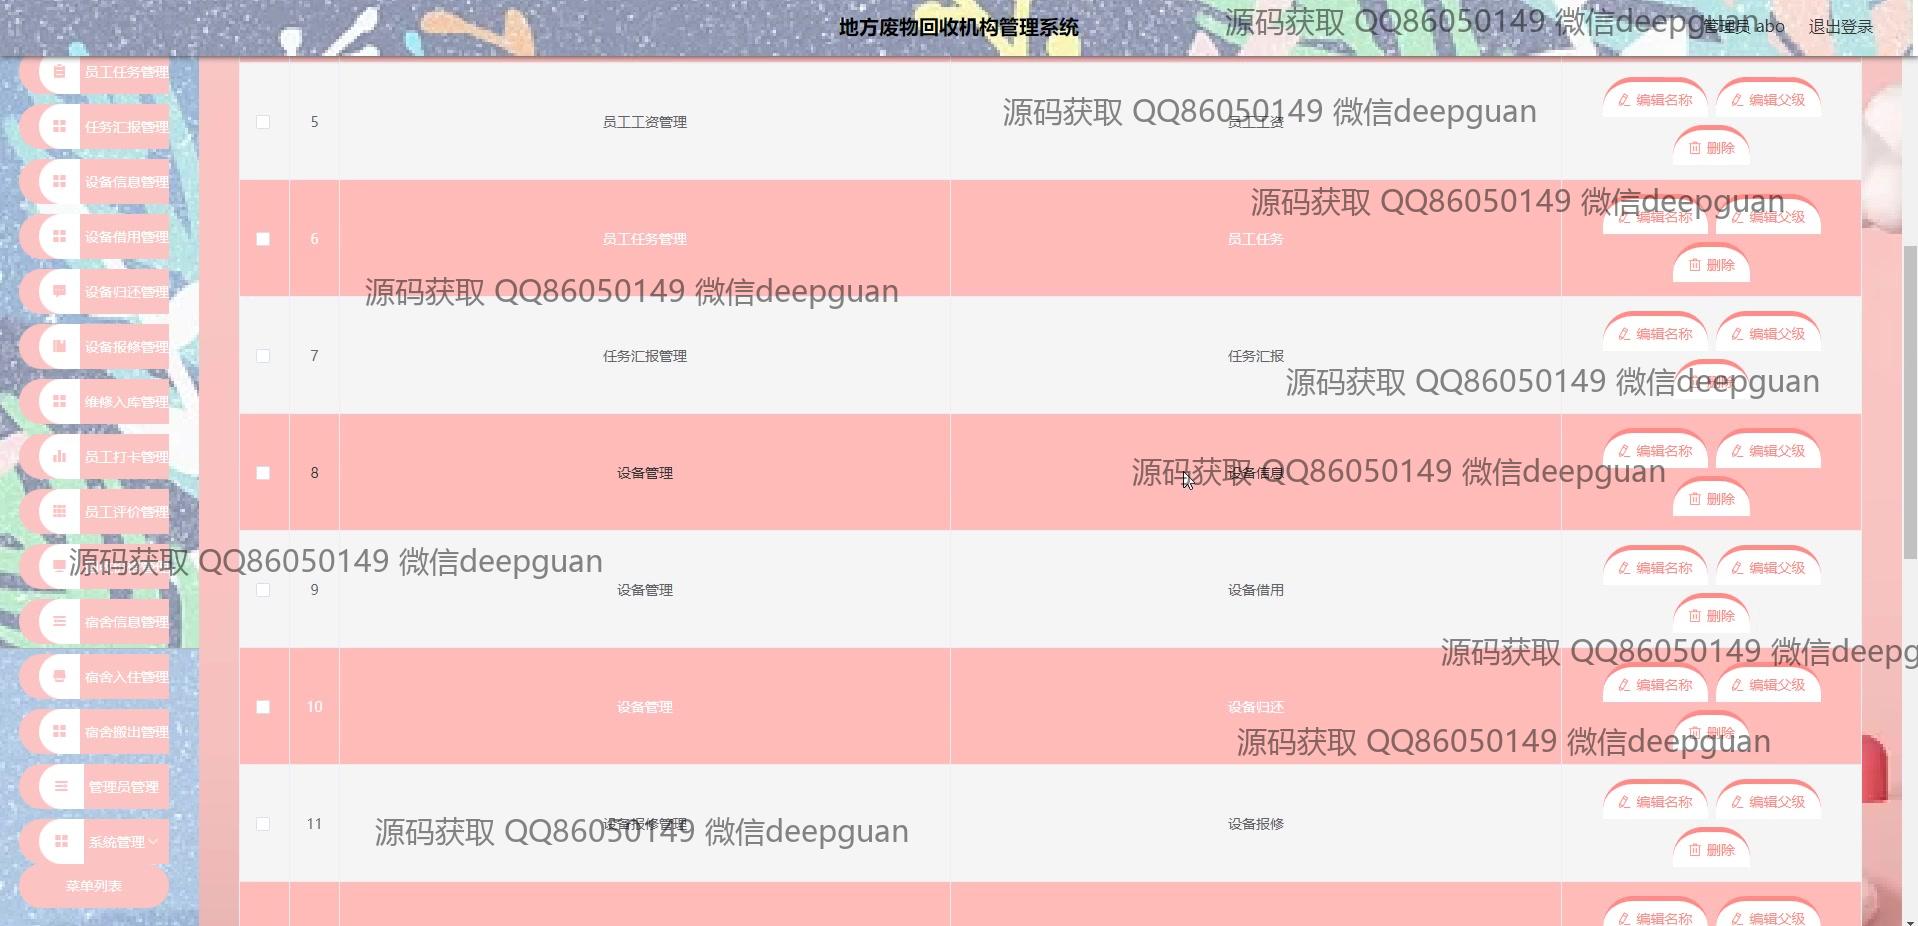 地方废物回收机构管理系统
源码获取 QQ86050149 微信deepguan
管理员 abo
退出登录
员工任务管理
任务汇报管理
设备信息管理
设备借用管理
设备归还管理
设备报修管理
维修入库管理
员工打卡管理
员工评价管理
宿舍信息管理
宿舍入住管理
宿舍搬出管理
管理员管理
系统管理
菜单列表
5 员工工资管理 员工工资 编辑名称 编辑父级
删除
源码获取 QQ86050149 微信deepguan
源码获取 QQ86050149 微信deepguan
6 员工任务管理 员工任务 编辑名称 编辑父级
删除
源码获取 QQ86050149 微信deepguan
7 任务汇报管理 任务汇报 编辑名称 编辑父级
删除
源码获取 QQ86050149 微信deepguan
8 设备管理 设备信息 编辑名称 编辑父级
删除
源码获取 QQ86050149 微信deepguan
源码获取 QQ86050149 微信deepguan
9 设备管理 设备借用 编辑名称 编辑父级
删除
源码获取 QQ86050149 微信deepg
10 设备管理 设备归还 编辑名称 编辑父级
删除
源码获取 QQ86050149 微信deepguan
11 设备报修管理 设备报修 编辑名称 编辑父级
删除
源码获取 QQ86050149 微信deepguan
编辑名称 编辑父级